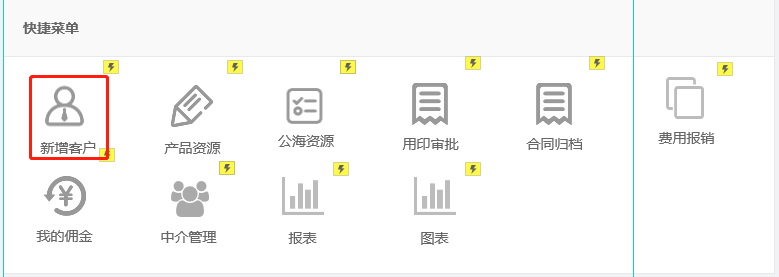 快捷菜单
新增客户 产品资源 公海资源 用印审批 合同归档 费用报销
我的佣金 中介管理 报表 图表